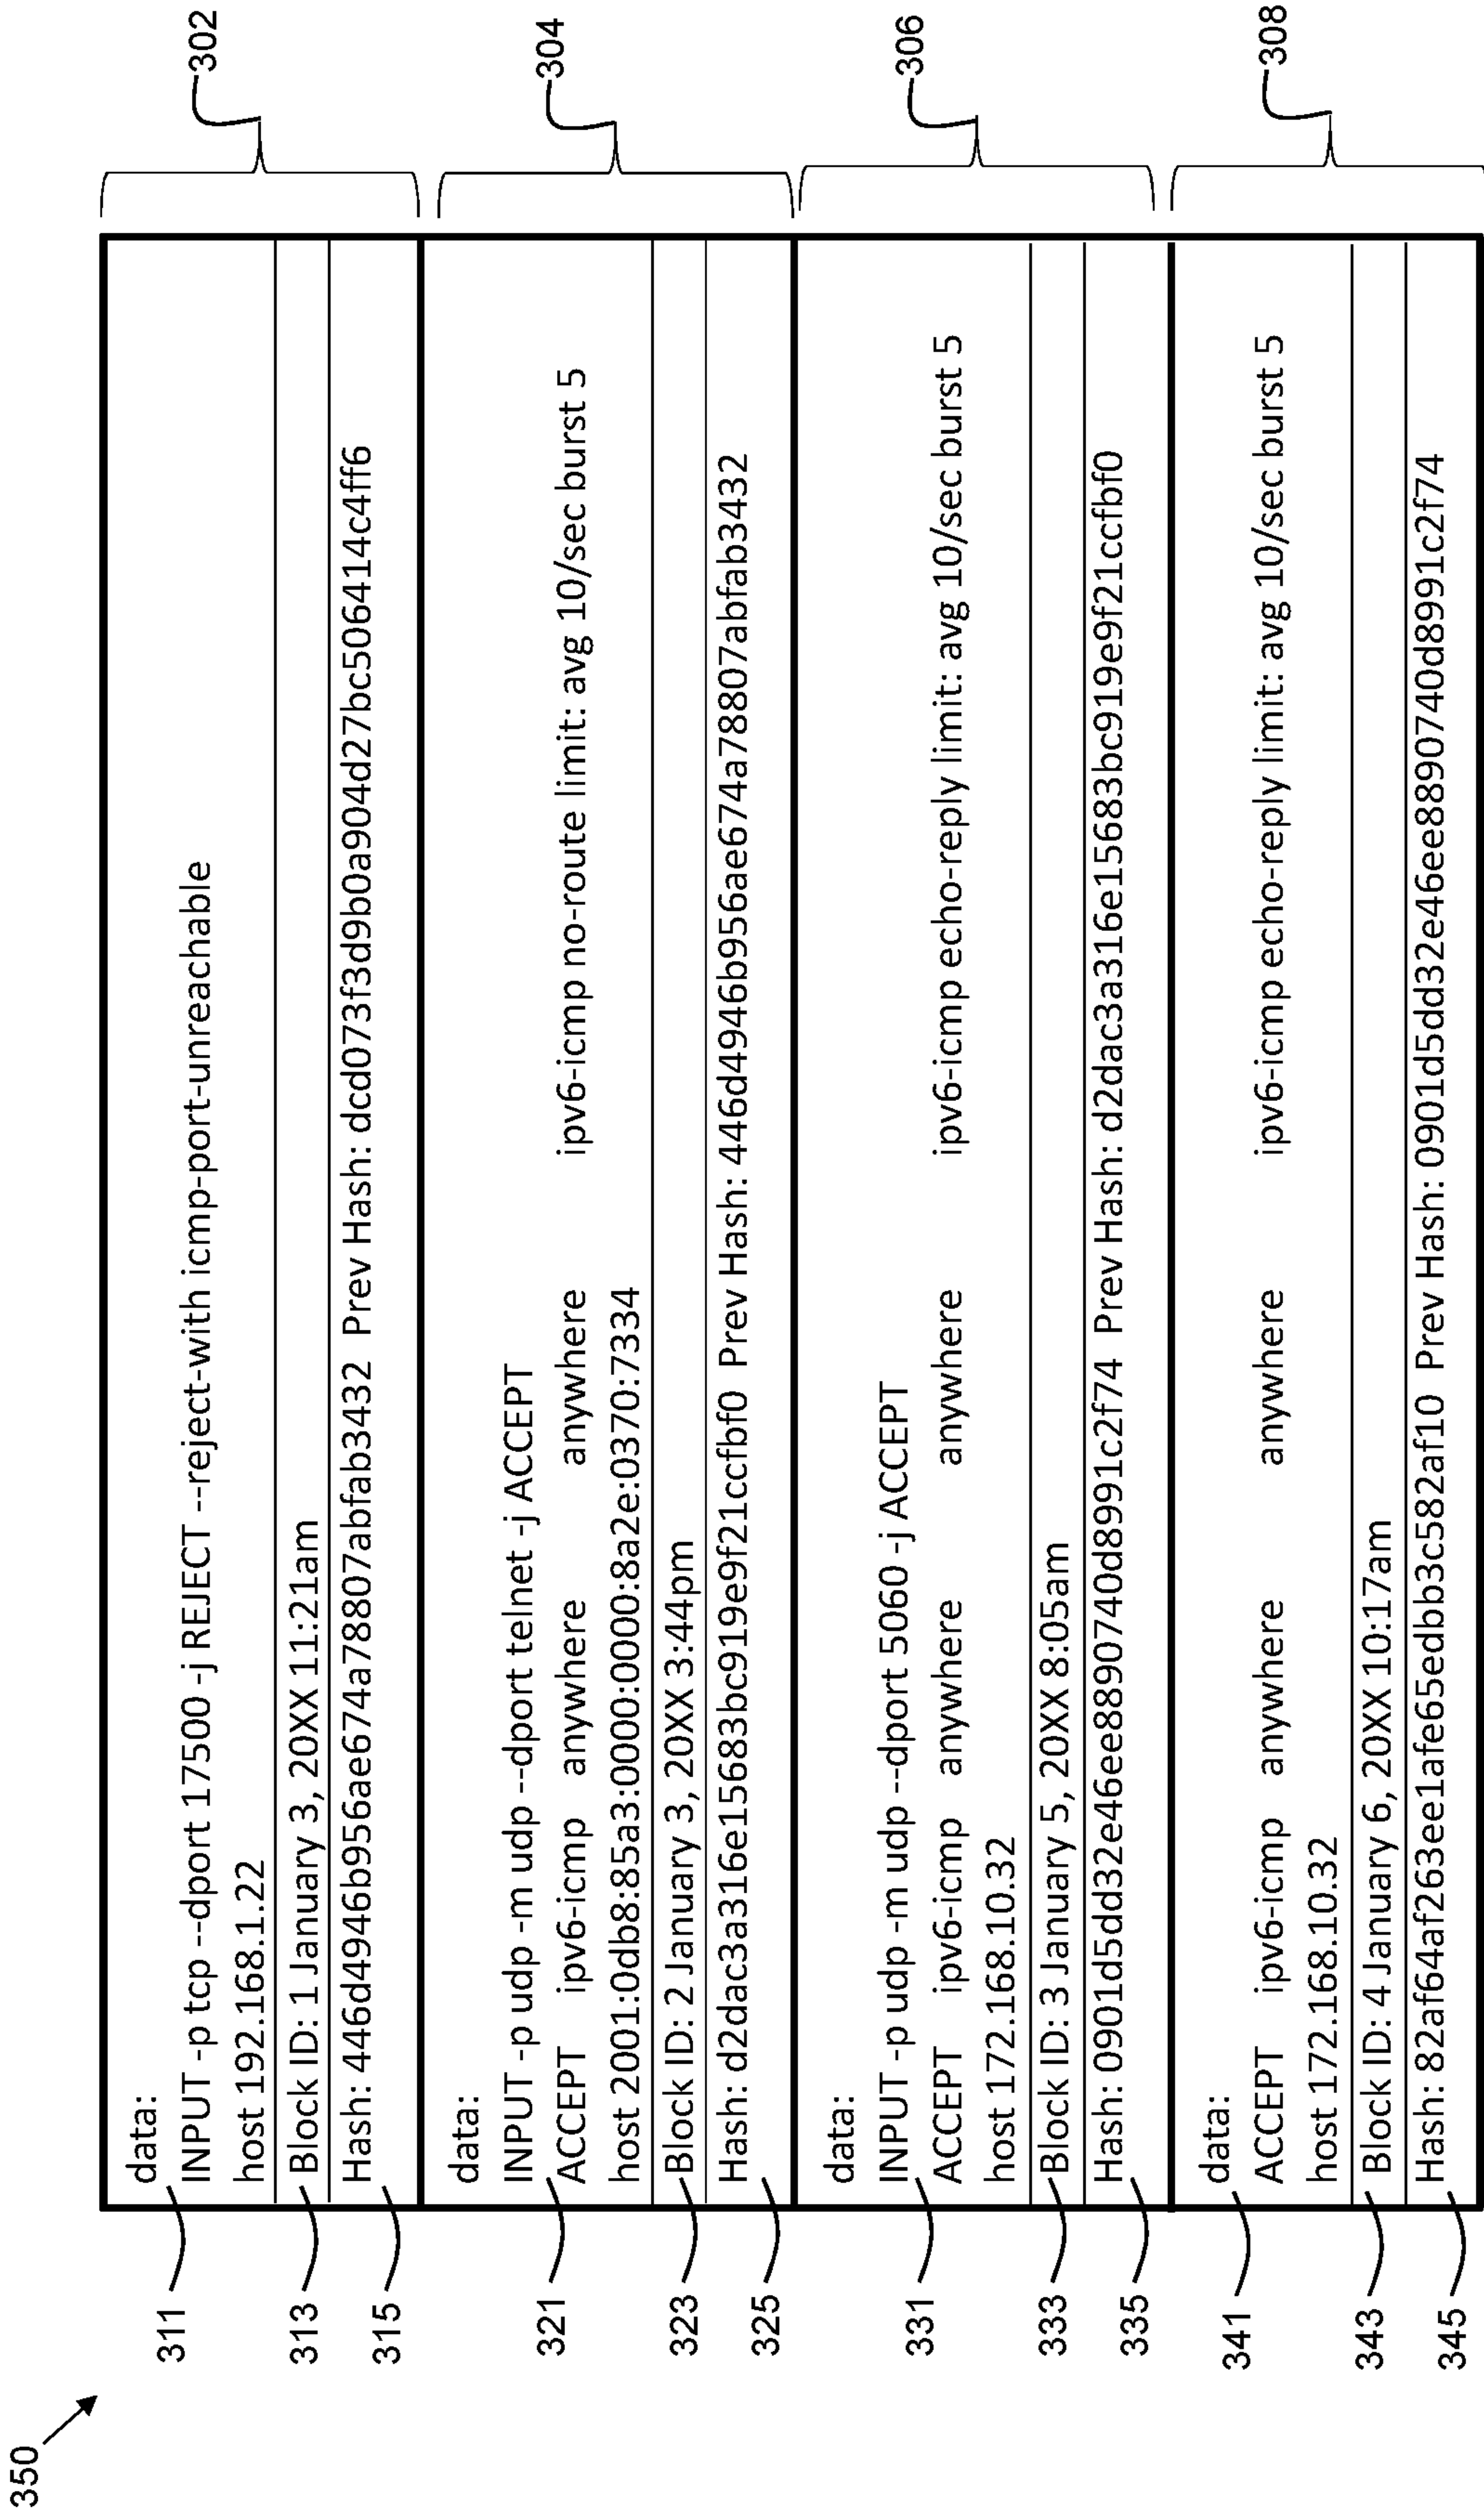 350
302
311
data:
INPUT -p tcp --dport 17500 -j REJECT --reject-with icmp-port-unreachable
host 192.168.1.22
313
Block ID: 1 January 3, 20XX 11:21am
315
Hash: 446d4946b956ae674a78807abfab3432 Prev Hash: dcd073f3d9b0a904d27bc506414c4ff6
304
321
data:
INPUT -p udp -m udp --dport telnet -j ACCEPT
ACCEPT ipv6-icmp anywhere anywhere ipv6-icmp no-route limit: avg 10/sec burst 5
host 2001:0db8:85a3:0000:0000:8a2e:0370:7334
323
Block ID: 2 January 3, 20XX 3:44pm
325
Hash: d2dac3a316e15683bc919e9f21ccfbf0 Prev Hash: 446d4946b956ae674a78807abfab3432
306
331
data:
INPUT -p udp -m udp --dport 5060 -j ACCEPT
ACCEPT ipv6-icmp anywhere anywhere ipv6-icmp echo-reply limit: avg 10/sec burst 5
host 172.168.10.32
333
Block ID: 3 January 5, 20XX 8:05am
335
Hash: 0901d5dd32e46ee8890740d8991c2f74 Prev Hash: d2dac3a316e15683bc919e9f21ccfbf0
308
341
data:
ACCEPT ipv6-icmp anywhere anywhere ipv6-icmp echo-reply limit: avg 10/sec burst 5
host 172.168.10.32
343
Block ID: 4 January 6, 20XX 10:17am
345
Hash: 82af64af263ee1afe65edbb3c582af10 Prev Hash: 0901d5dd32e46ee8890740d8991c2f74